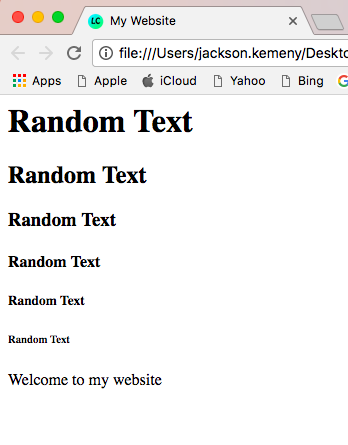 LC My Website
file:///Users/jackson.kemeny/Deskto
Apps Apple iCloud Yahoo Bing G
Random Text
Random Text
Random Text
Random Text
Random Text
Random Text
Welcome to my website